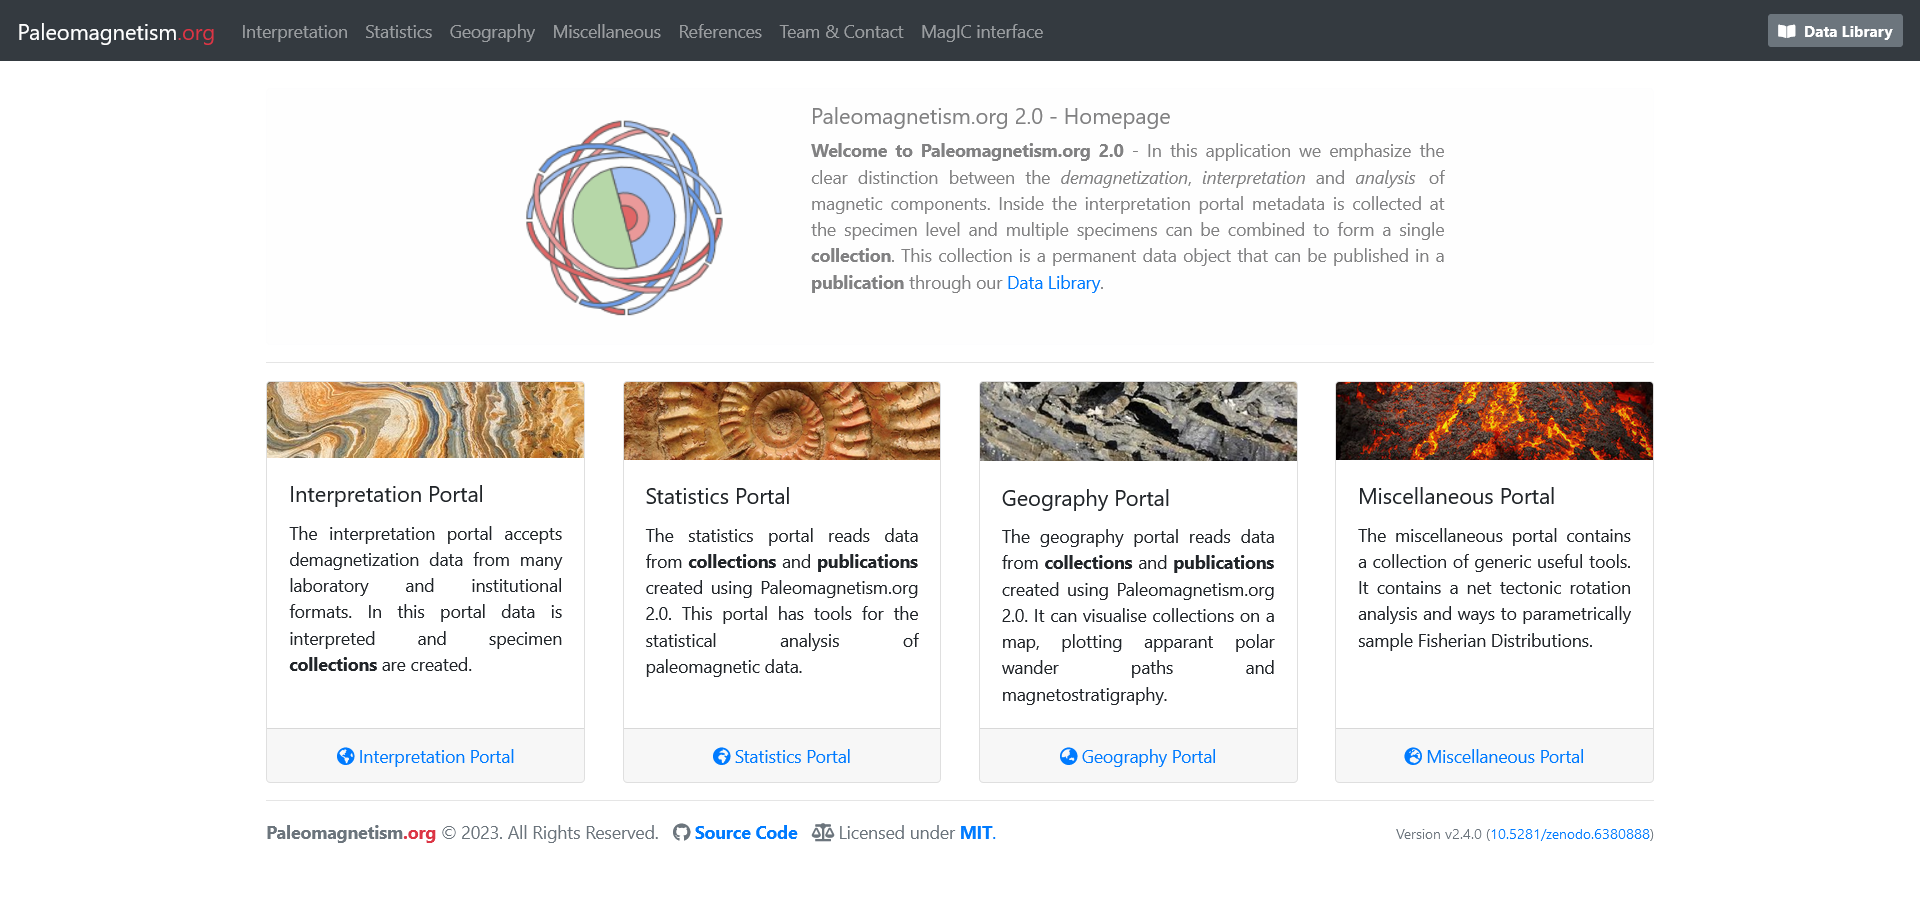 Paleomagnetism.org Interpretation Statistics Geography Miscellaneous References Team & Contact MagIC interface Data Library
Paleomagnetism.org 2.0 - Homepage
Welcome to Paleomagnetism.org 2.0 - In this application we emphasize the
clear distinction between the demagnetization, interpretation and analysis of
magnetic components. Inside the interpretation portal metadata is collected at
the specimen level and multiple specimens can be combined to form a single
collection. This collection is a permanent data object that can be published in a
publication through our Data Library.
Interpretation Portal
The interpretation portal accepts
demagnetization data from many
laboratory and institutional
formats. In this portal data is
interpreted and specimen
collections are created.
Interpretation Portal
Statistics Portal
The statistics portal reads data
from collections and publications
created using Paleomagnetism.org
2.0. This portal has tools for the
statistical analysis of
paleomagnetic data.
Statistics Portal
Geography Portal
The geography portal reads data
from collections and publications
created using Paleomagnetism.org
2.0. It can visualise collections on a
map, plotting apparant polar
wander paths and
magnetostratigraphy.
Geography Portal
Miscellaneous Portal
The miscellaneous portal contains
a collection of generic useful tools.
It contains a net tectonic rotation
analysis and ways to parametrically
sample Fisherian Distributions.
Miscellaneous Portal
Paleomagnetism.org © 2023. All Rights Reserved. Source Code Licensed under MIT.
Version v2.4.0 (10.5281/zenodo.6380888)